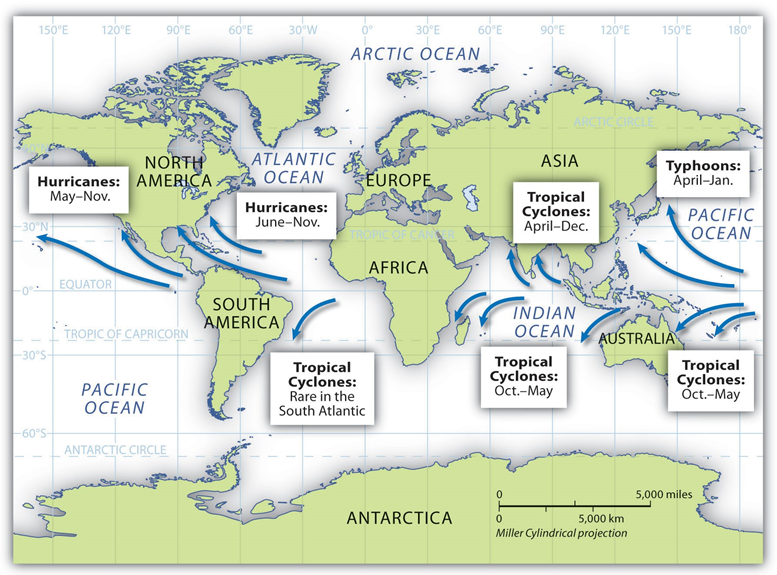 150°E 120°E 90°E 60°E 30°E 0° 30°E 60°E 90°E 120°E 150°E 180°
ARCTIC OCEAN
ARCTIC CIRCLE
NORTH
AMERICA
ATLANTIC
OCEAN
EUROPE
ASIA
Typhoons:
April–Jan.
Hurricanes:
May–Nov.
Hurricanes:
June–Nov.
Tropical
Cyclones:
April–Dec.
PACIFIC
OCEAN
30°N
TROPIC OF CANCER
AFRICA
EQUATOR
0°
SOUTH
AMERICA
INDIAN
OCEAN
TROPIC OF CAPRICORN
AUSTRALIA
30°S
Tropical
Cyclones:
Rare in the
South Atlantic
Tropical
Cyclones:
Oct.–May
Tropical
Cyclones:
Oct.–May
PACIFIC
OCEAN
60°S
ANTARCTIC CIRCLE
ANTARCTICA
0 5,000 miles
0 5,000 km
Miller Cylindrical projection